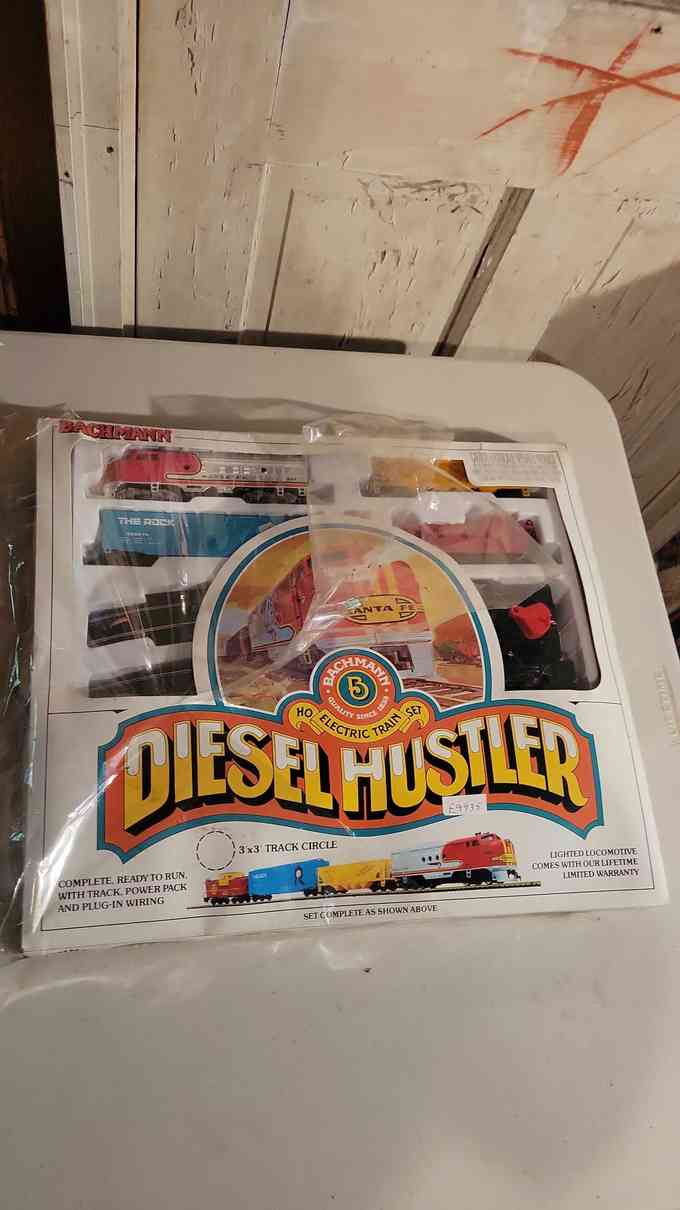 BACHMANN
THE ROCK
SANTA FE
BACHMANN
B
QUALITY SINCE 1833
HO ELECTRIC TRAIN SET
DIESEL HUSTLER
£9935
3'x3' TRACK CIRCLE
COMPLETE, READY TO RUN,
WITH TRACK, POWER PACK
AND PLUG-IN WIRING
LIGHTED LOCOMOTIVE
COMES WITH OUR LIFETIME
LIMITED WARRANTY
SET COMPLETE AS SHOWN ABOVE